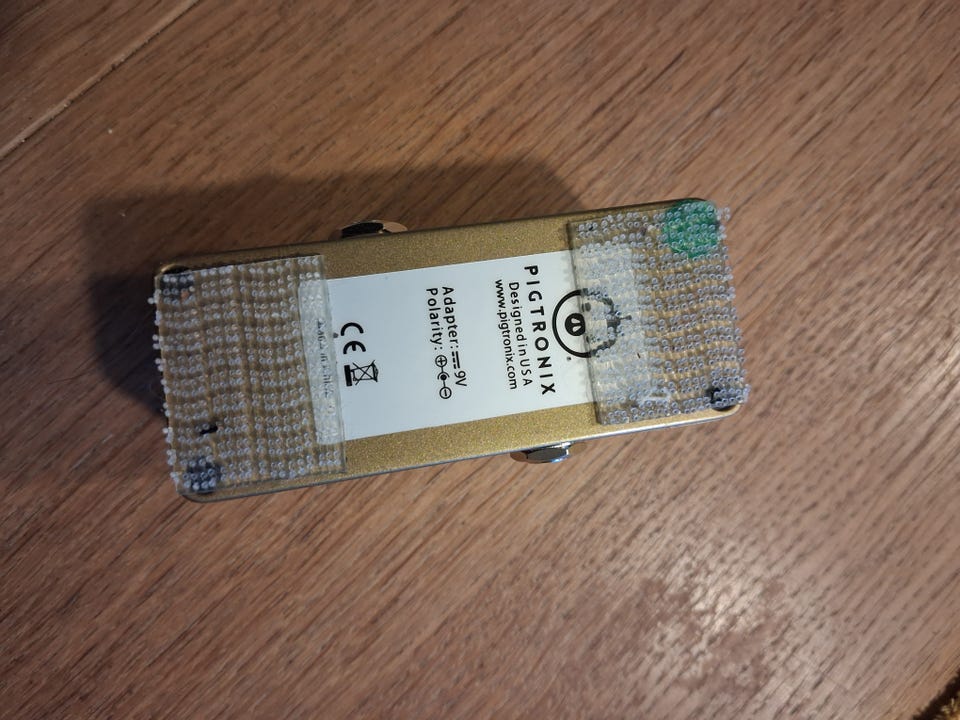 PIGTRONIX
Designed in USA
www.pigtronix.com
Adapter: 9V
Polarity:
CE